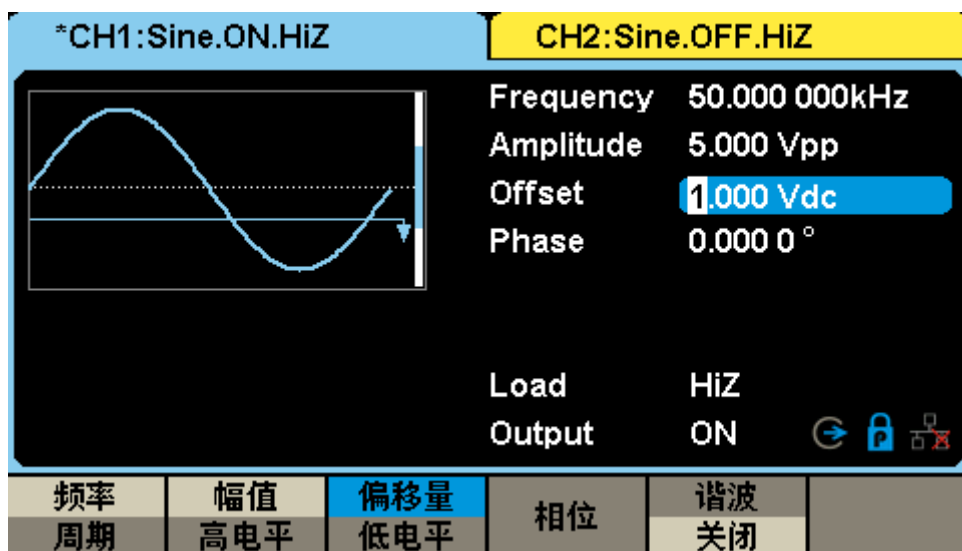 *CH1:Sine.ON.HiZ
CH2:Sine.OFF.HiZ
Frequency 50.000 000kHz
Amplitude 5.000 Vpp
Offset 1.000 Vdc
Phase 0.000 0 °
Load HiZ
Output ON
P
频率 幅值 偏移量 相位 谐波
周期 高电平 低电平 关闭